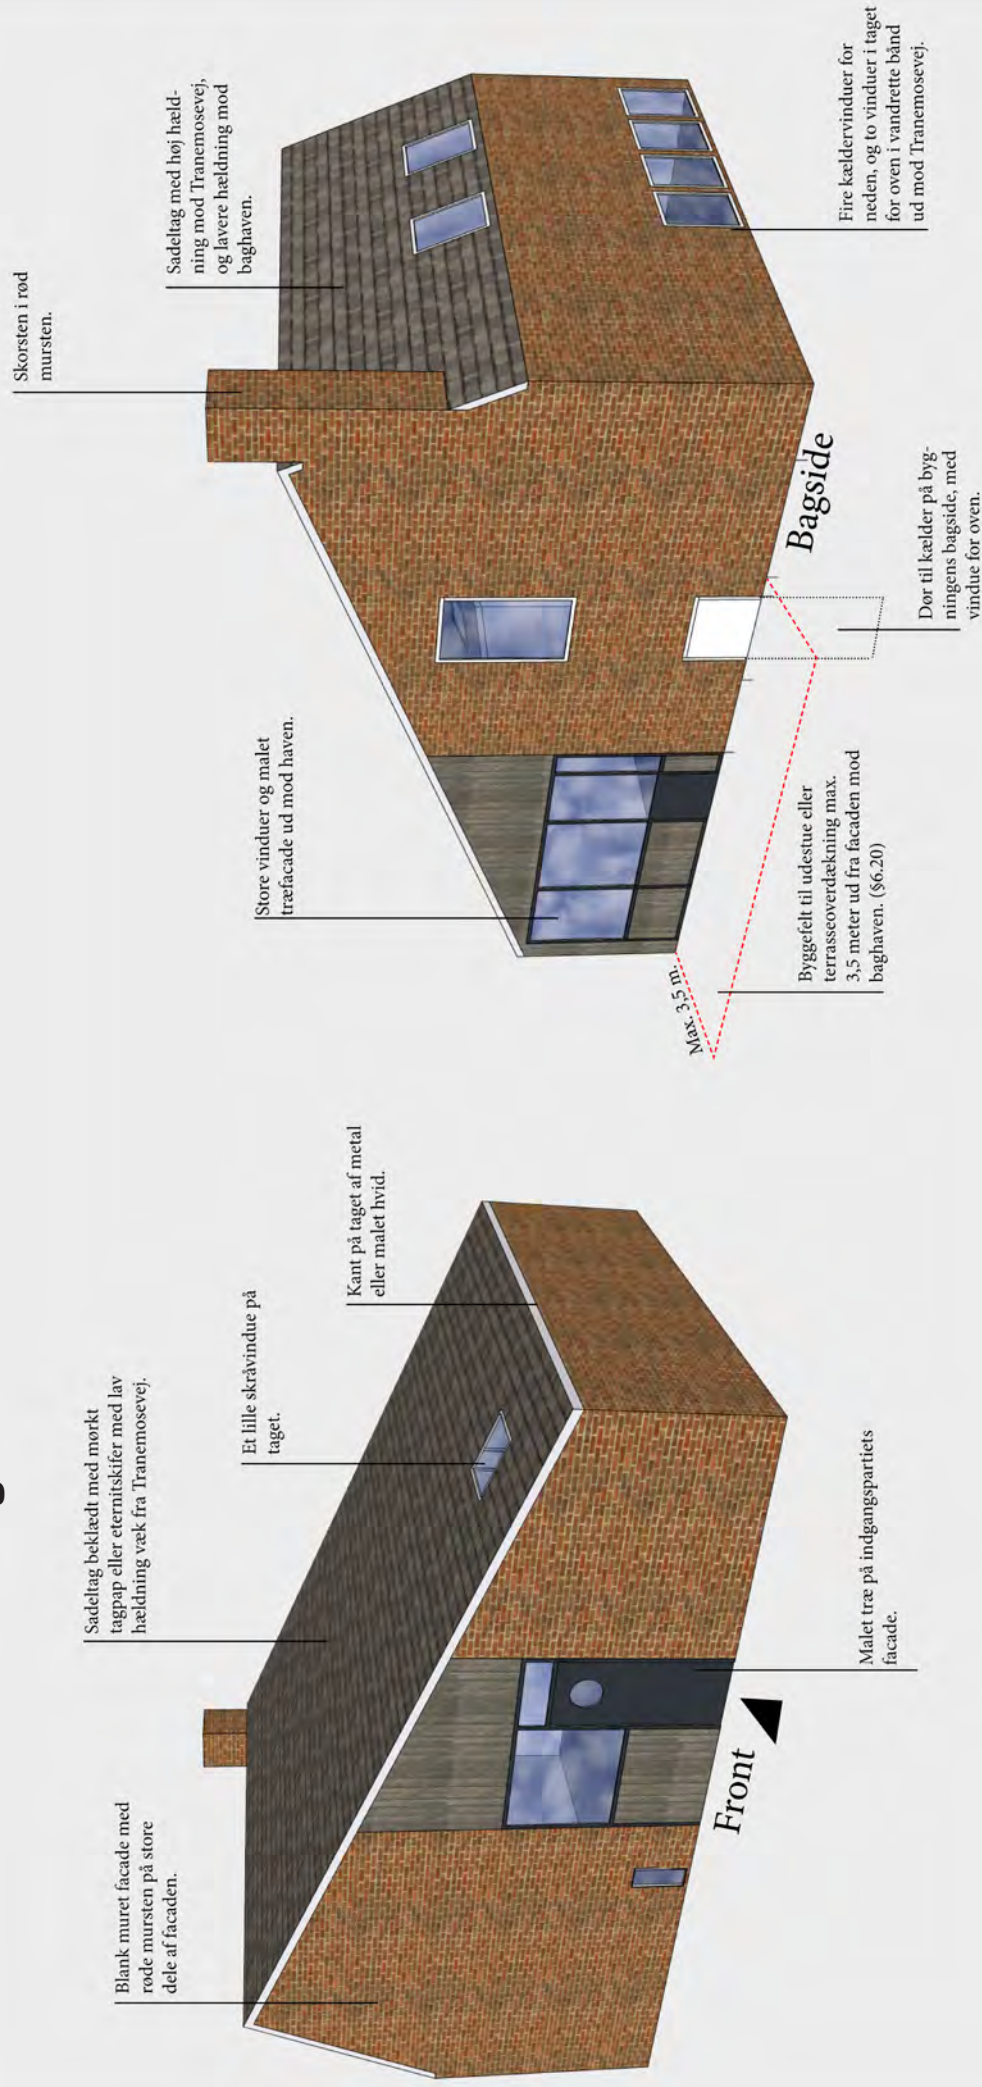 Blank muret facade med
røde mursten på store
dele af facaden.
Sadeltag beklædt med mørkt
tagpap eller eternitskifer med lav
hældning væk fra Tranemosevej.
Et lille skråvindue på
taget.
Kant på taget af metal
eller malet hvid.
Malet træ på indgangspartiets
facade.
Front
Skorsten i rød
mursten.
Sadeltag med høj hæld-
ning mod Tranemosevej,
og lavere hældning mod
baghaven.
Store vinduer og malet
træfacade ud mod haven.
Max. 3,5 m.
Byggefelt til udestue eller
terrasseoverdækning max.
3,5 meter ud fra facaden mod
baghaven. (§6.20)
Bagside
Dør til kælder på byg-
ningens bagside, med
vindue for oven.
Fire kældervinduer for
neden, og to vinduer i taget
for oven i vandrette bånd
ud mod Tranemosevej.